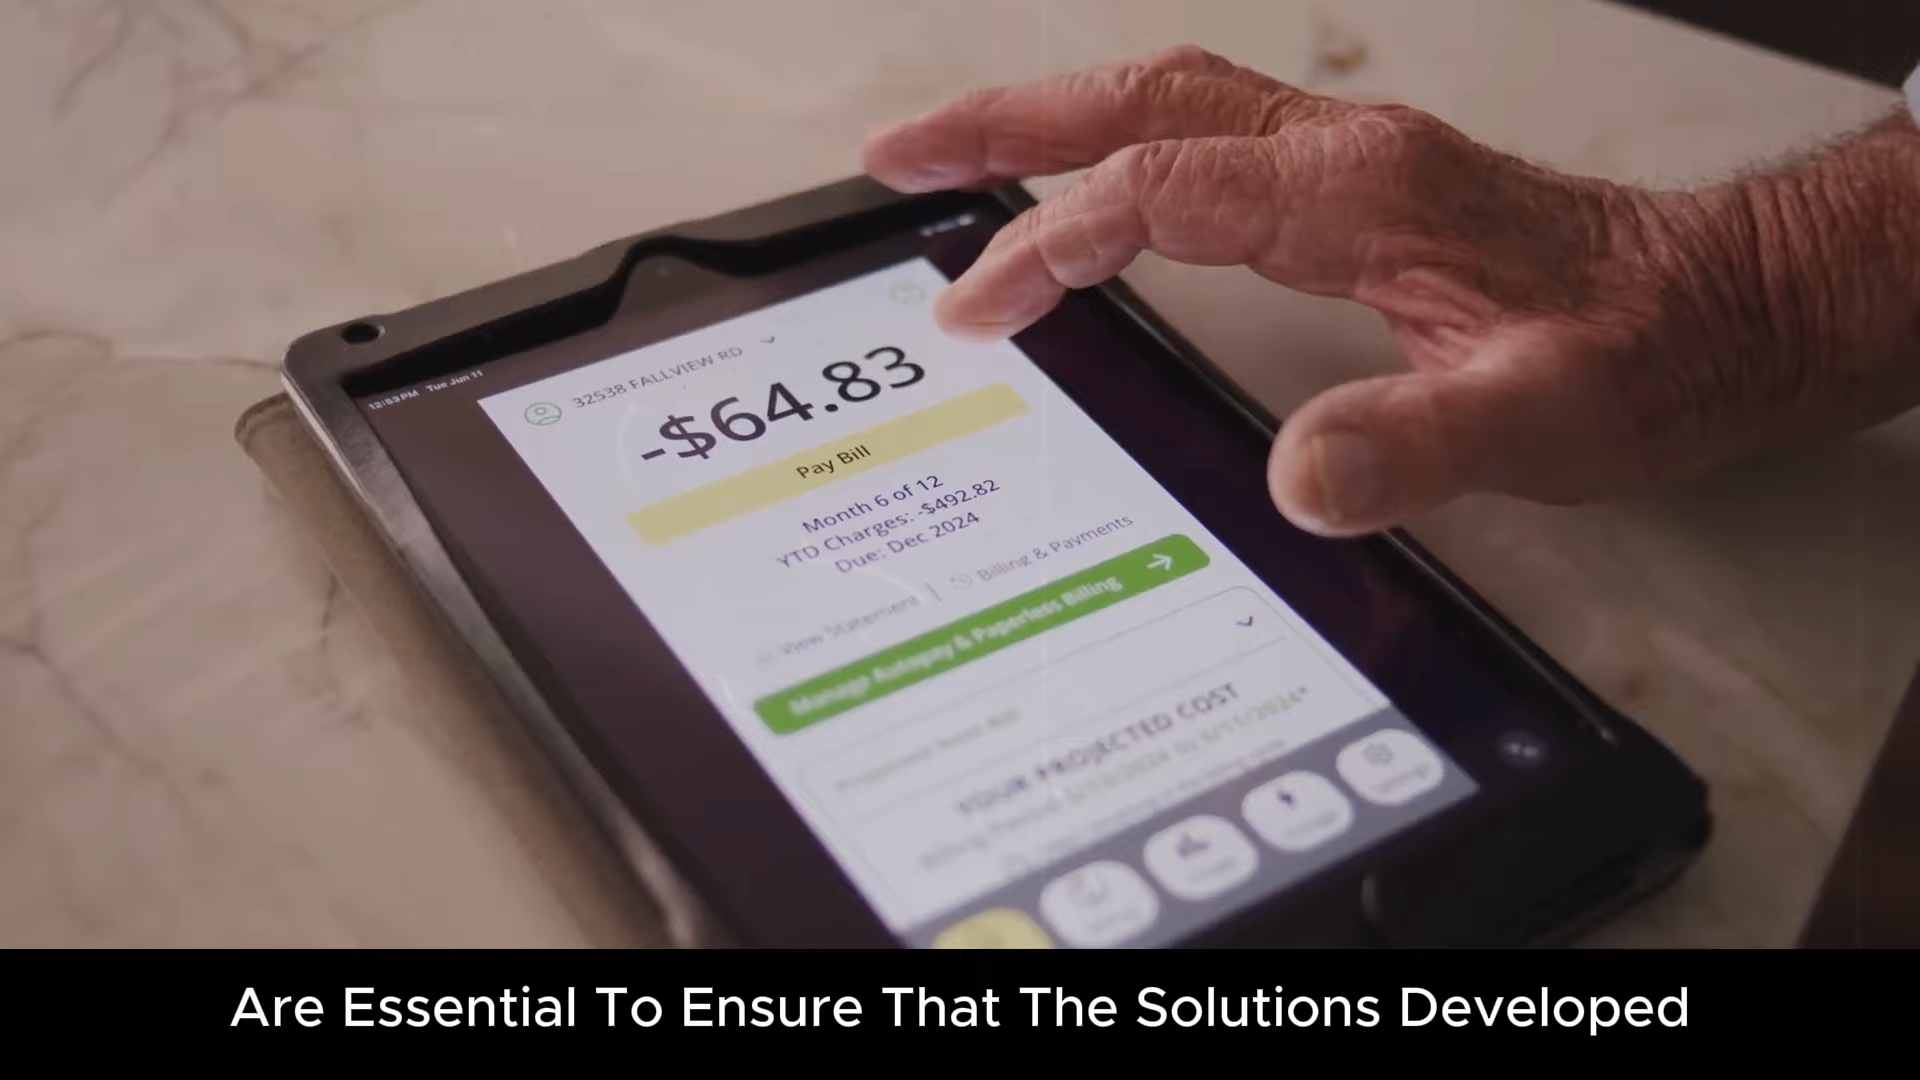 12:53 PM Tue Jun 11
32538 FALLVIEW RD
-$64.83
Pay Bill
Month 6 of 12
YTD Charges: -$492.82
Due: Dec 2024
View Statement | Billing & Payments
Manage Autopay & Paperless Billing
YOUR PROJECTED COST
Are Essential To Ensure That The Solutions Developed